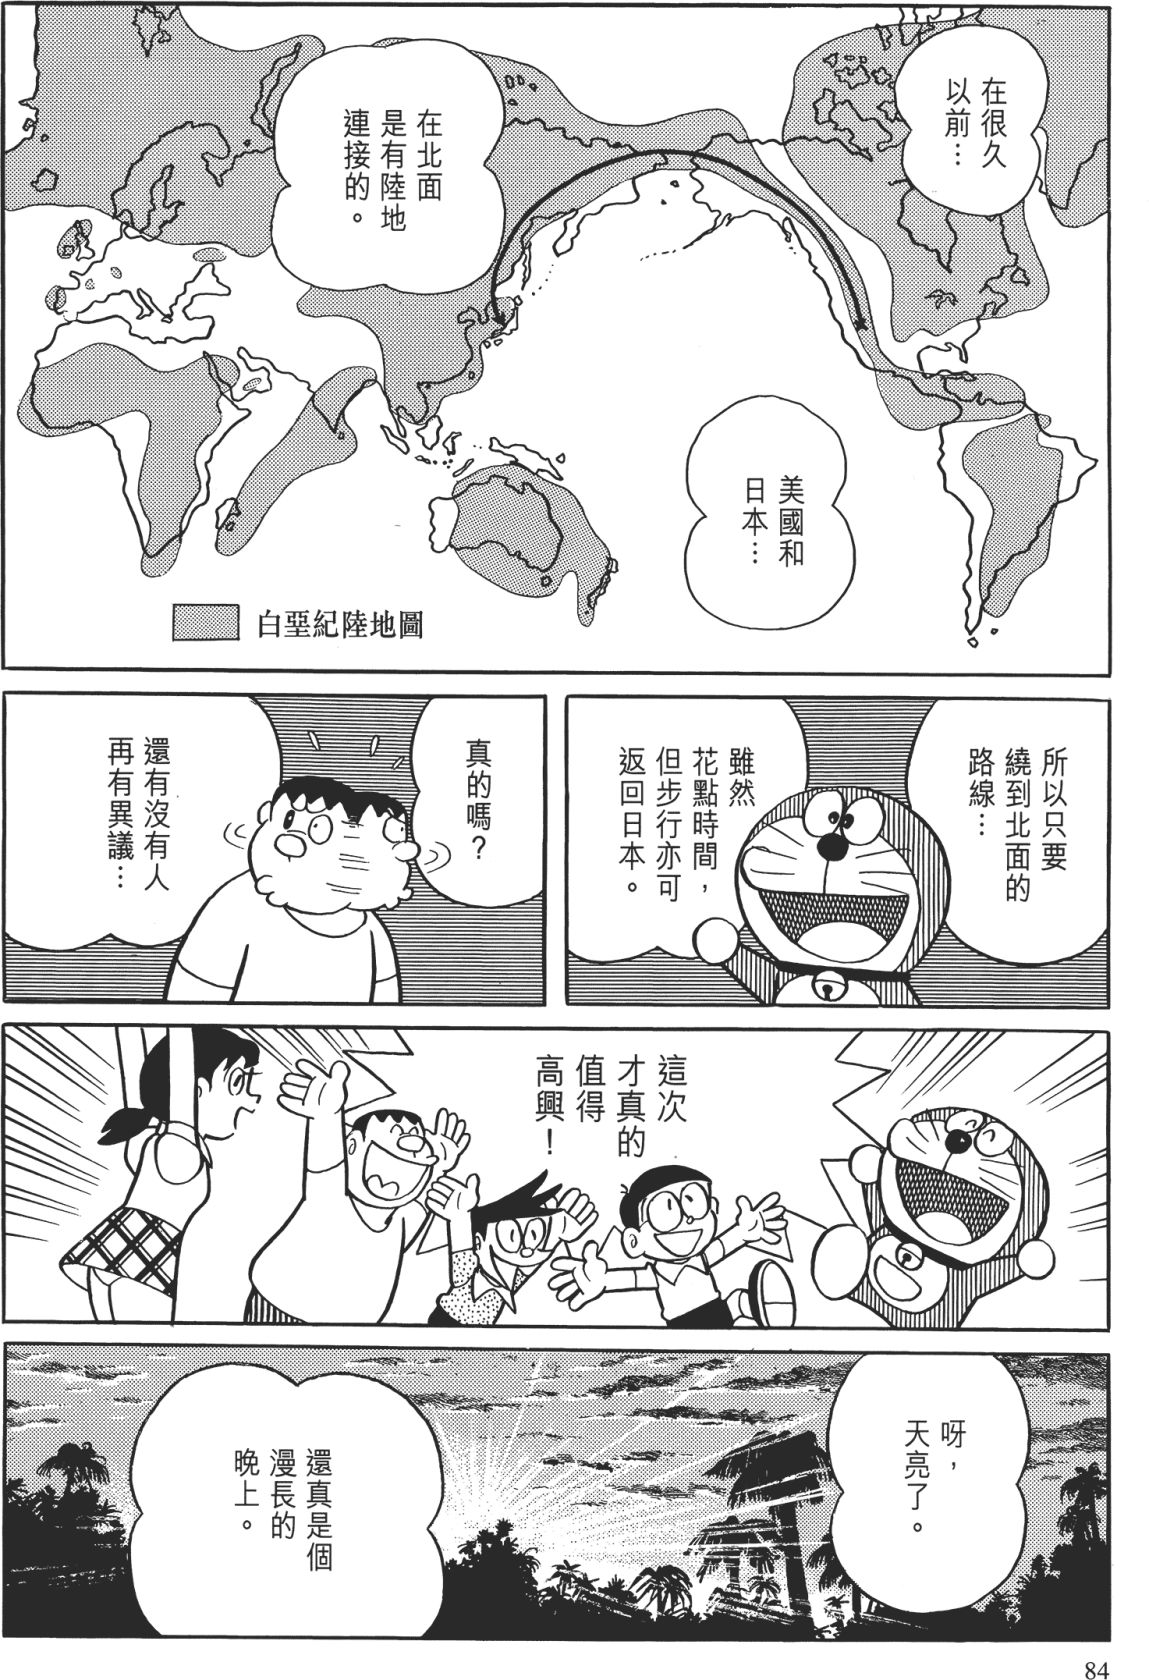 在很久
以前…
美國和
日本…
在北面
是有陸地
連接的。
白堊紀陸地圖
所以只要
繞到北面的
路線…
雖然
花點時間，
但步行亦可
返回日本。
真的嗎？
還有沒有人
再有異議…
這次
才真的
值得
高興！
呀，
天亮了。
還真是個
漫長的
晚上。
84